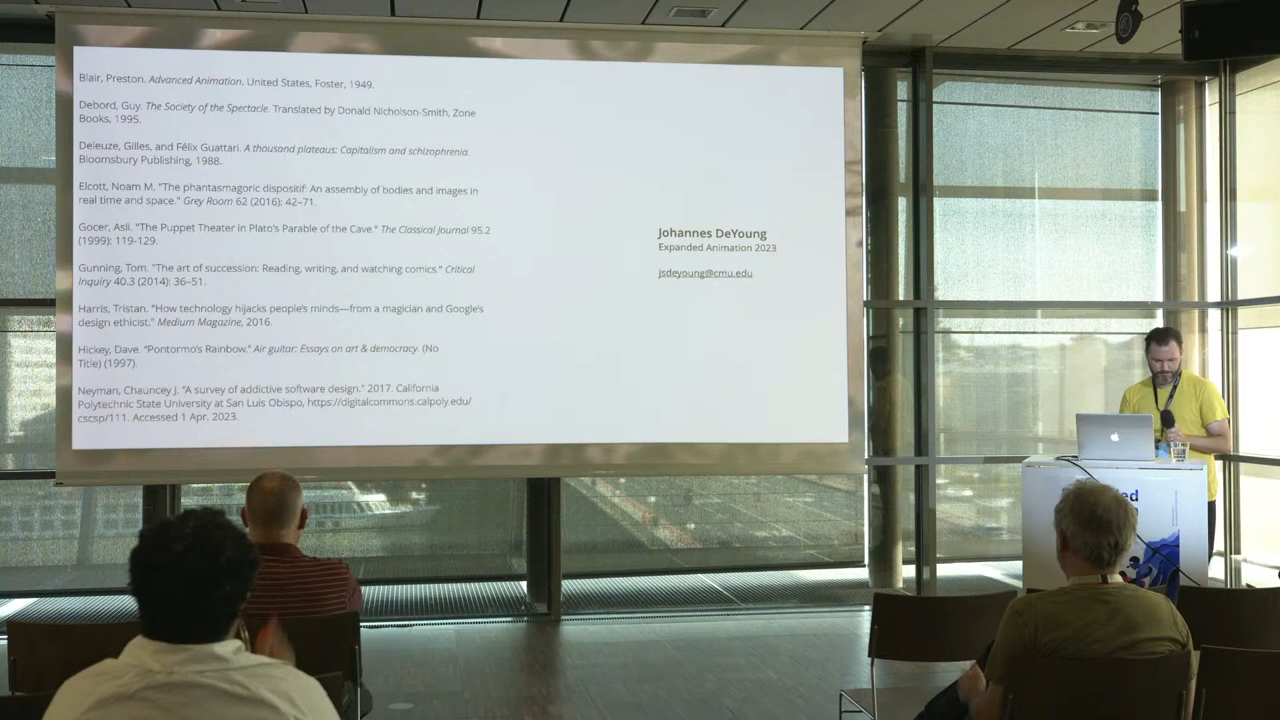 Blair, Preston. Advanced Animation. United States, Foster, 1949.
Debord, Guy. The Society of the Spectacle. Translated by Donald Nicholson-Smith, Zone
Books, 1995.
Deleuze, Gilles, and Félix Guattari. A thousand plateaus: Capitalism and schizophrenia.
Bloomsbury Publishing, 1988.
Elcott, Noam M. "The phantasmagoric dispositif: An assembly of bodies and images in
real time and space." Grey Room 62 (2016): 42–71.
Gocer, Asli. "The Puppet Theater in Plato's Parable of the Cave." The Classical Journal 95.2
(1999): 119-129.
Gunning, Tom. "The art of succession: Reading, writing, and watching comics." Critical
Inquiry 40.3 (2014): 36–51.
Harris, Tristan. "How technology hijacks people's minds—from a magician and Google's
design ethicist." Medium Magazine, 2016.
Hickey, Dave. "Pontormo's Rainbow." Air guitar: Essays on art & democracy. (No
Title) (1997).
Neyman, Chauncey J. "A survey of addictive software design." 2017. California
Polytechnic State University at San Luis Obispo, https://digitalcommons.calpoly.edu/
cscsp/111. Accessed 1 Apr. 2023.
Johannes DeYoung
Expanded Animation 2023
jsdeyoung@cmu.edu
ed